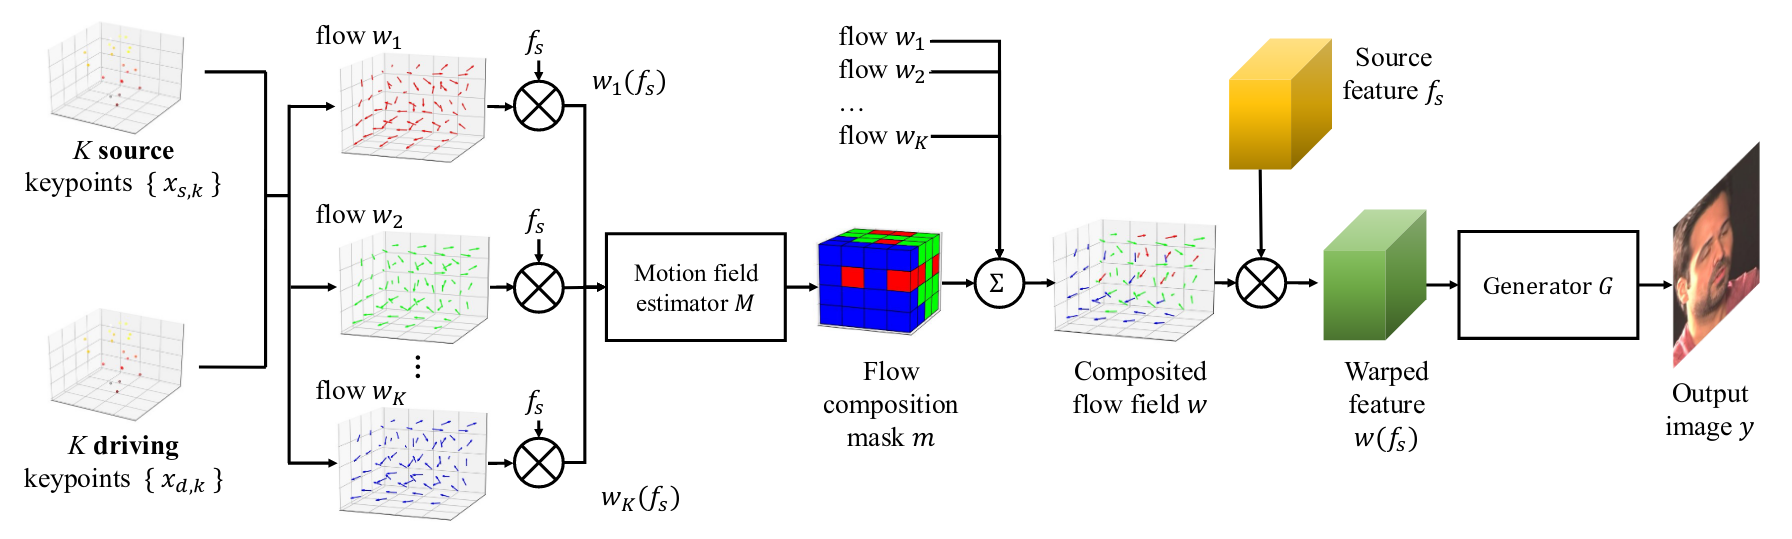 K source
keypoints { x_{s,k} }
K driving
keypoints { x_{d,k} }
flow w_1
f_s
w_1(f_s)
flow w_2
f_s
⋮
flow w_K
f_s
w_K(f_s)
Motion field
estimator M
flow w_1
flow w_2
...
flow w_K
Flow
composition
mask m
Σ
Composited
flow field w
Source
feature f_s
Warped
feature
w(f_s)
Generator G
Output
image y